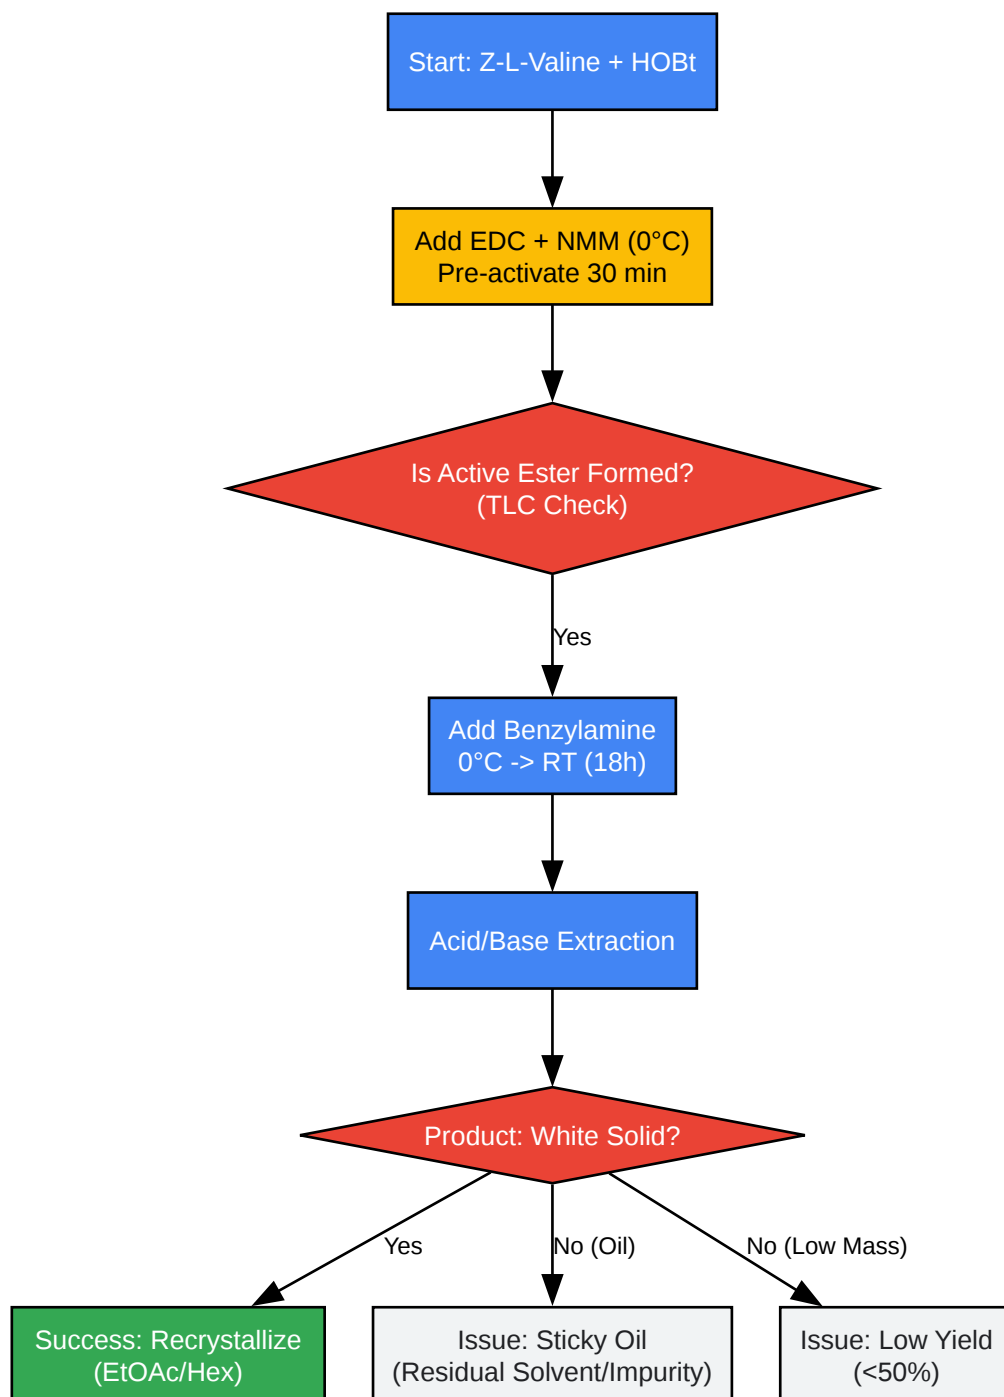 Start: Z-L-Valine + HOBt
Add EDC + NMM (0°C)
Pre-activate 30 min
Is Active Ester Formed?
(TLC Check)
Yes
Add Benzylamine
0°C -> RT (18h)
Acid/Base Extraction
Product: White Solid?
Yes
No (Oil)
No (Low Mass)
Success: Recrystallize
(EtOAc/Hex)
Issue: Sticky Oil
(Residual Solvent/Impurity)
Issue: Low Yield
(<50%)